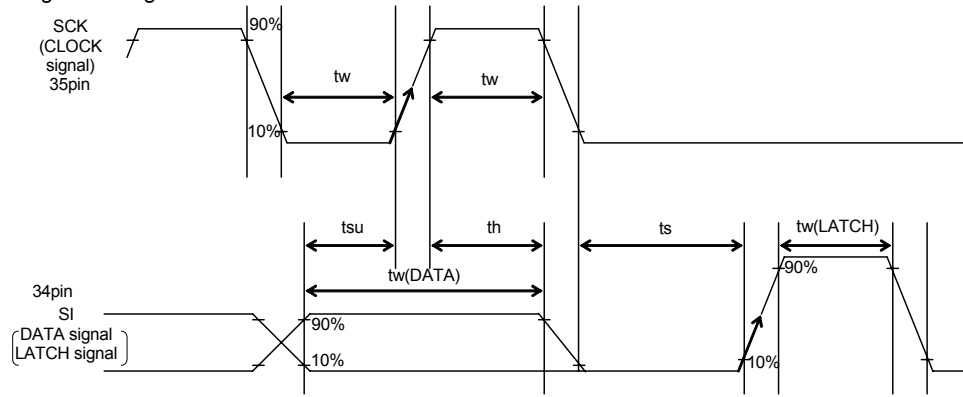 SCK
(CLOCK
signal)
35pin
90%
10%
tw
tw
tsu
th
ts
tw(LATCH)
tw(DATA)
34pin
SI
DATA signal
LATCH signal
90%
10%
90%
10%